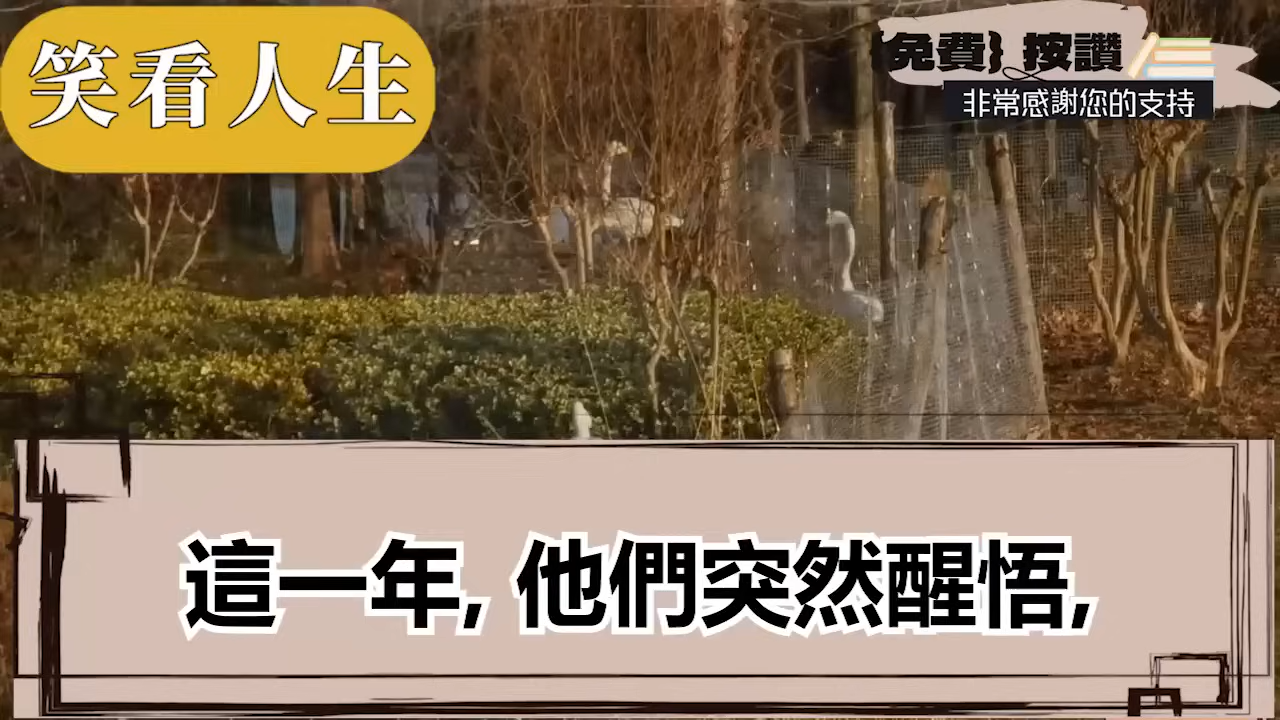 笑看人生
免費 按讚
非常感謝您的支持
這一年, 他們突然醒悟,